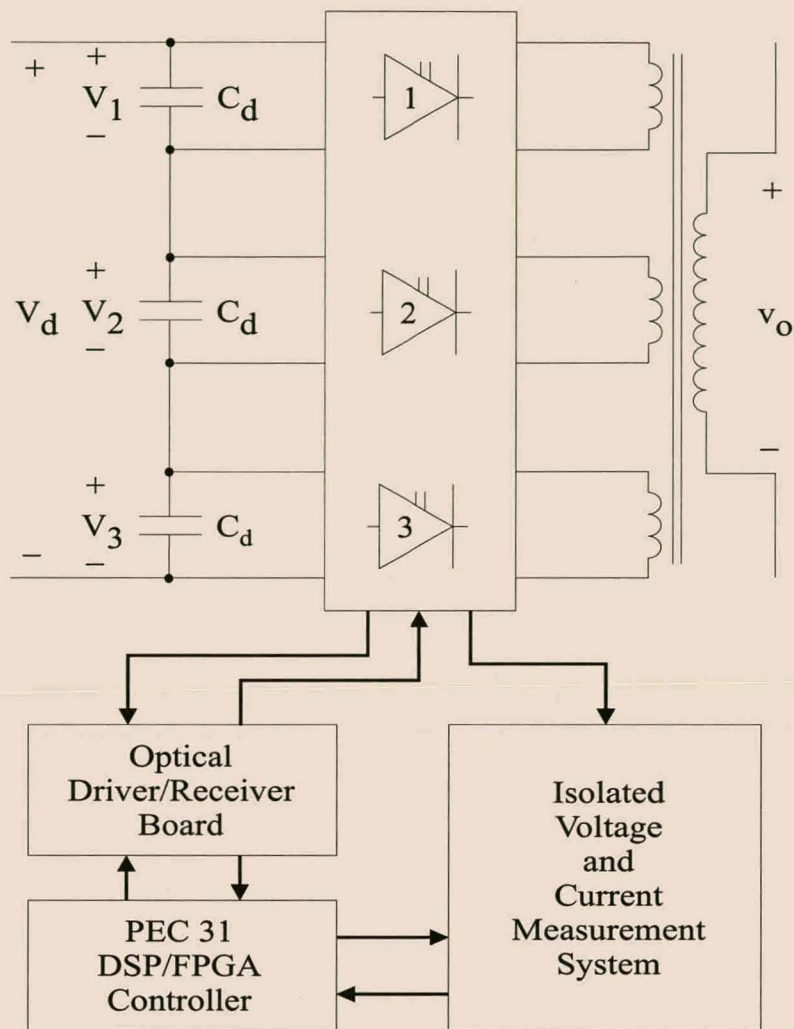 +
+
V1
Cd
−
1
Vd
+
V2
Cd
−
2
+
V3
Cd
−
−
3
+
vo
−
Optical
Driver/Receiver
Board
PEC 31
DSP/FPGA
Controller
Isolated
Voltage
and
Current
Measurement
System